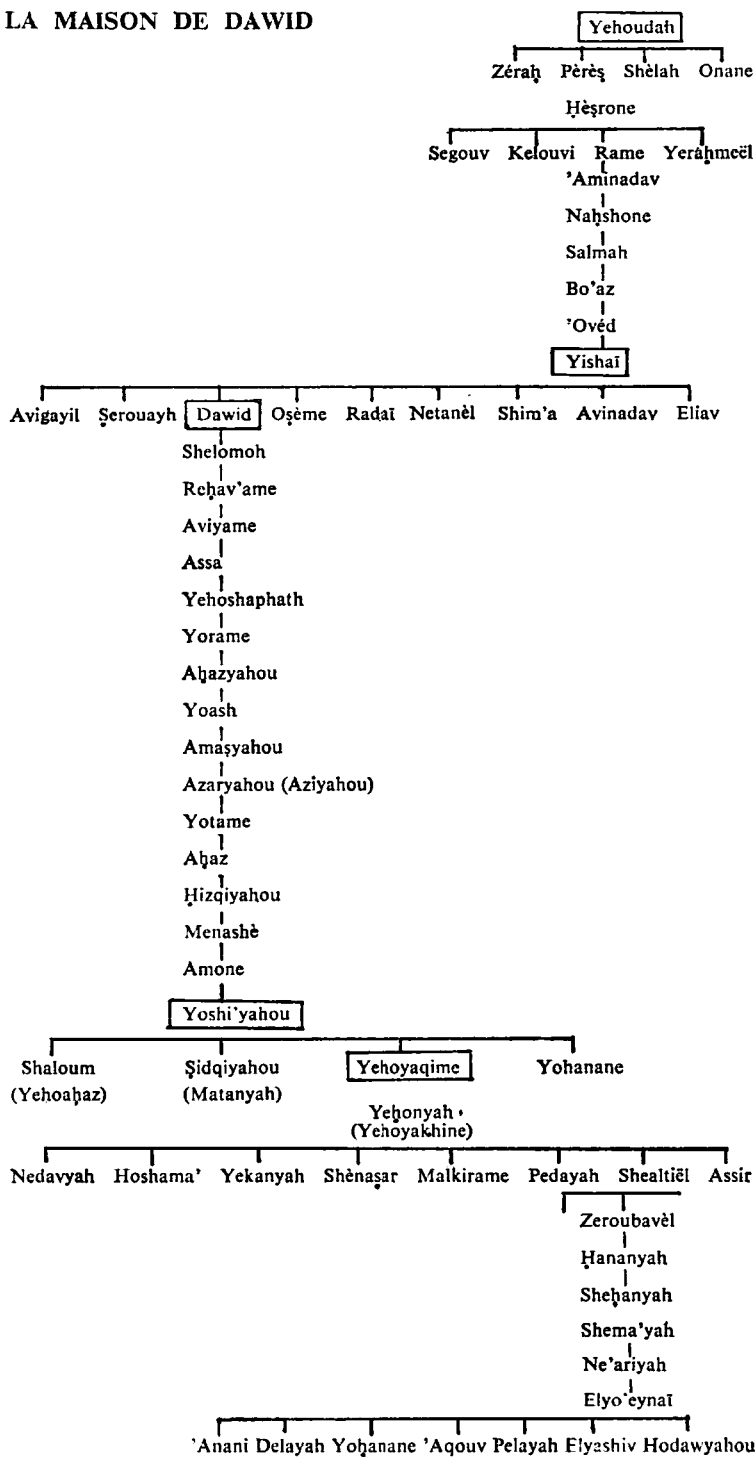 LA MAISON DE DAWID
Yehoudah
Zéraḥ Pèrèṣ Shèlah Onane
Ḥèṣrone
Segouv Kelouvi Rame Yeraḥmeël
'Aminadav
Naḥshone
Salmah
Bo'az
'Ovéd
Yishaï
Avigayil Ṣerouayh Dawid Oṣème Radaï Netanèl Shim'a Avinadav Eliav
Shelomoh
Reḥav'ame
Aviyame
Assa
Yehoshaphath
Yorame
Aḥazyahou
Yoash
Amaṣyahou
Azaryahou (Aziyahou)
Yotame
Aḥaz
Ḥizqiyahou
Menashè
Amone
Yoshi'yahou
Shaloum Ṣidqiyahou Yehoyaqime Yohanane
(Yehoaḥaz) (Matanyah)
Yeḥonyah
(Yehoyakhine)
Nedavyah Hoshama' Yekanyah Shènaṣar Malkirame Pedayah Shealtiël Assir
Zeroubavèl
Ḥananyah
Sheḥanyah
Shema'yah
Ne'ariyah
Elyo'eynaï
'Anani Delayah Yoḥanane 'Aqouv Pelayah Elyashiv Hodawyahou